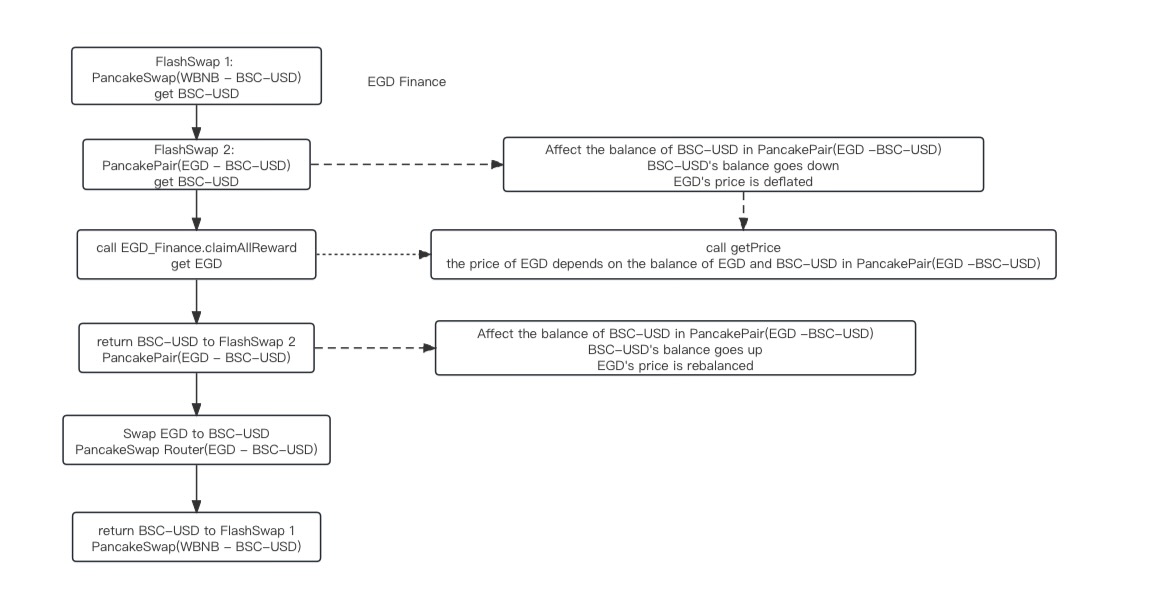 FlashSwap 1:
PancakeSwap(WBNB – BSC–USD)
get BSC–USD
EGD Finance
FlashSwap 2:
PancakePair(EGD – BSC–USD)
get BSC–USD
Affect the balance of BSC–USD in PancakePair(EGD –BSC–USD)
BSC–USD's balance goes down
EGD's price is deflated
call EGD_Finance.claimAllReward
get EGD
call getPrice
the price of EGD depends on the balance of EGD and BSC–USD in PancakePair(EGD –BSC–USD)
return BSC–USD to FlashSwap 2
PancakePair(EGD – BSC–USD)
Affect the balance of BSC–USD in PancakePair(EGD –BSC–USD)
BSC–USD's balance goes up
EGD's price is rebalanced
Swap EGD to BSC–USD
PancakeSwap Router(EGD – BSC–USD)
return BSC–USD to FlashSwap 1
PancakeSwap(WBNB – BSC–USD)